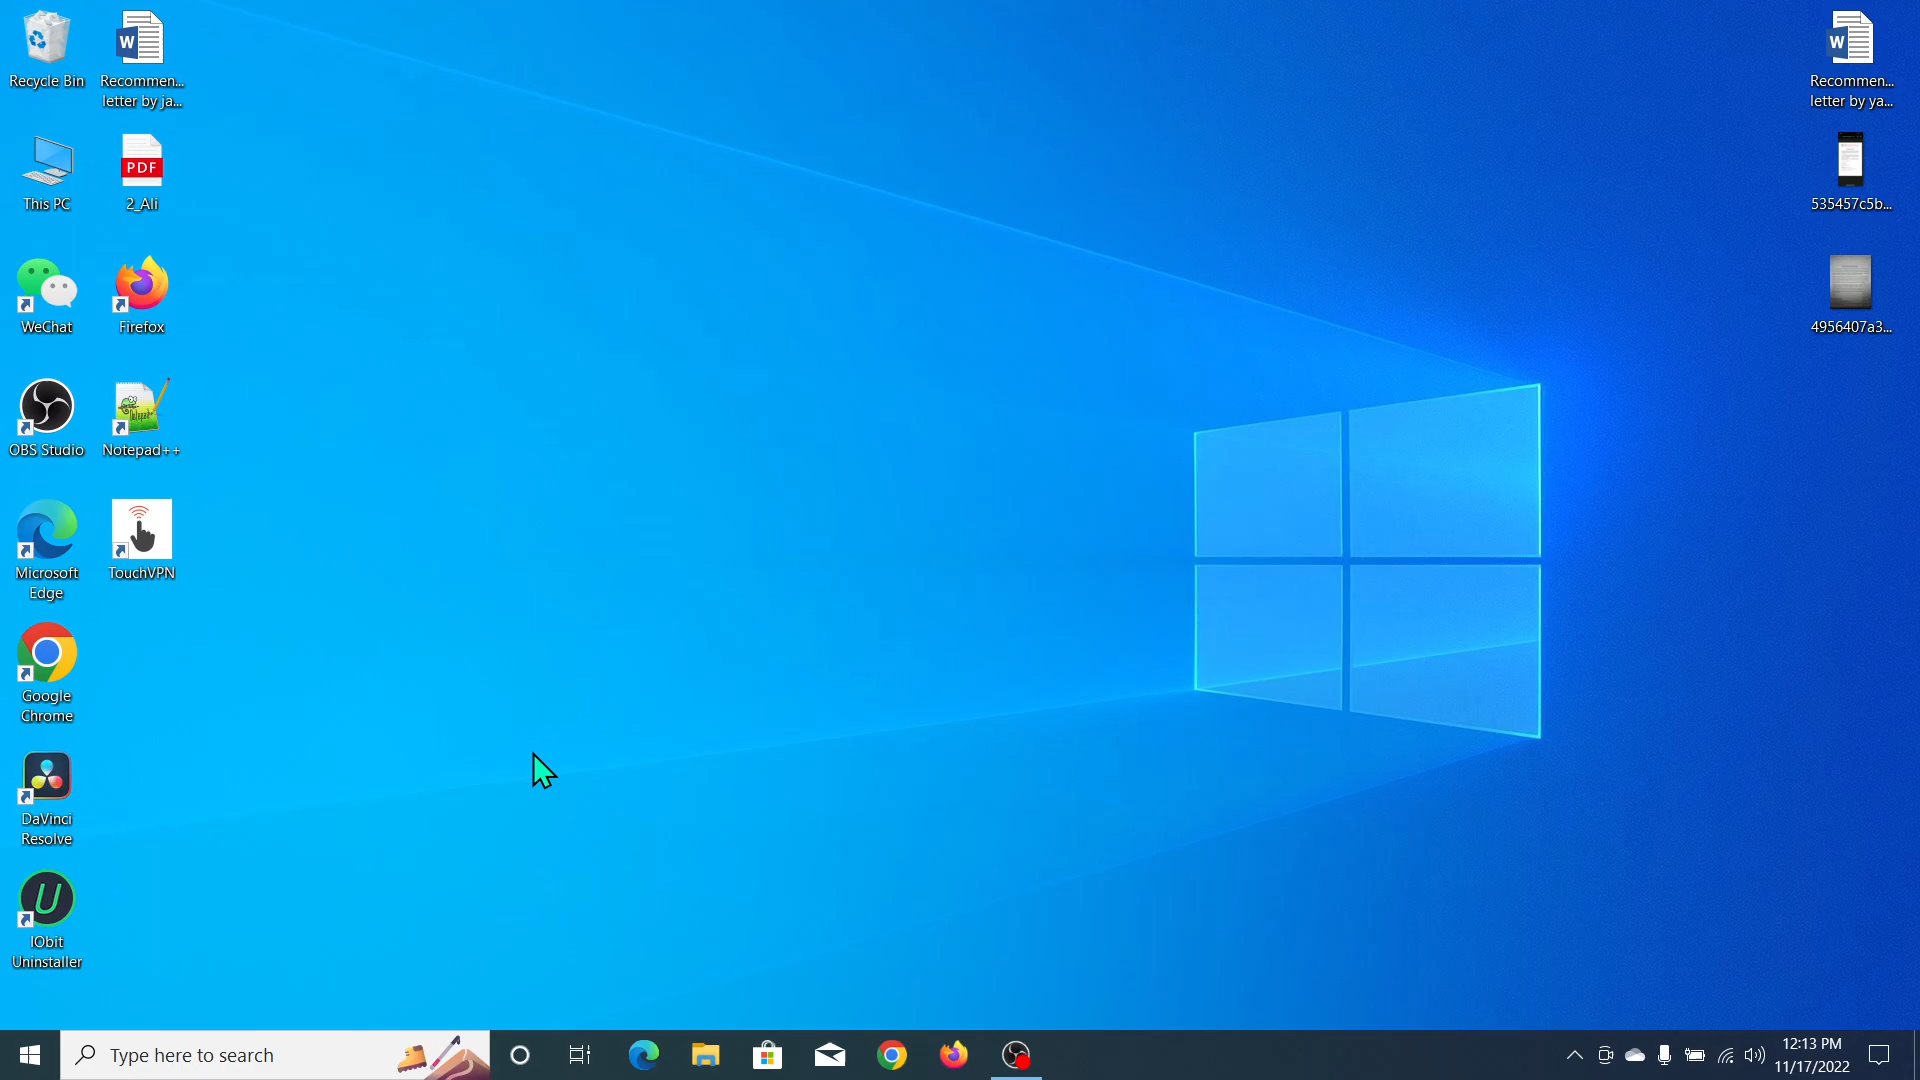 Recycle Bin
Recommen...
letter by ja...
Recommen...
letter by ya...
This PC
PDF
2_Ali
535457c5b...
WeChat
Firefox
4956407a3...
OBS Studio
Notepad++
Microsoft
Edge
TouchVPN
Google
Chrome
DaVinci
Resolve
IObit
Uninstaller
Type here to search
12:13 PM
11/17/2022